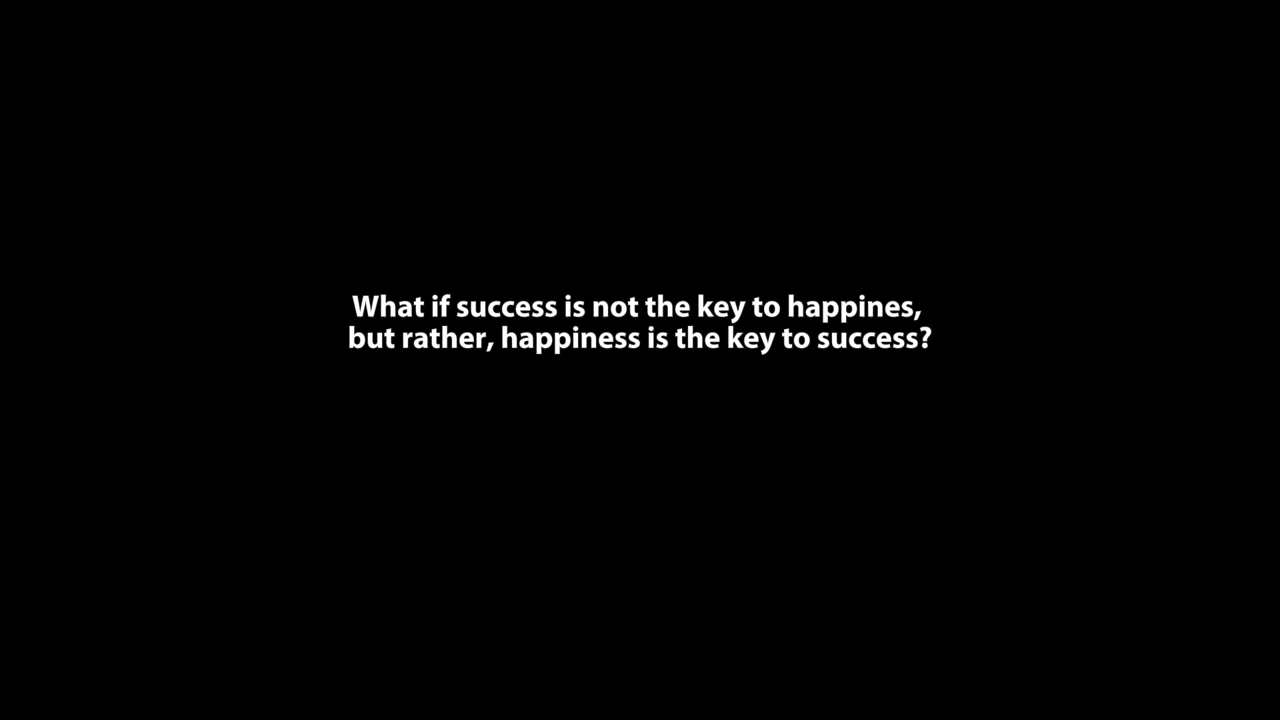 What if success is not the key to happines,
but rather, happiness is the key to success?